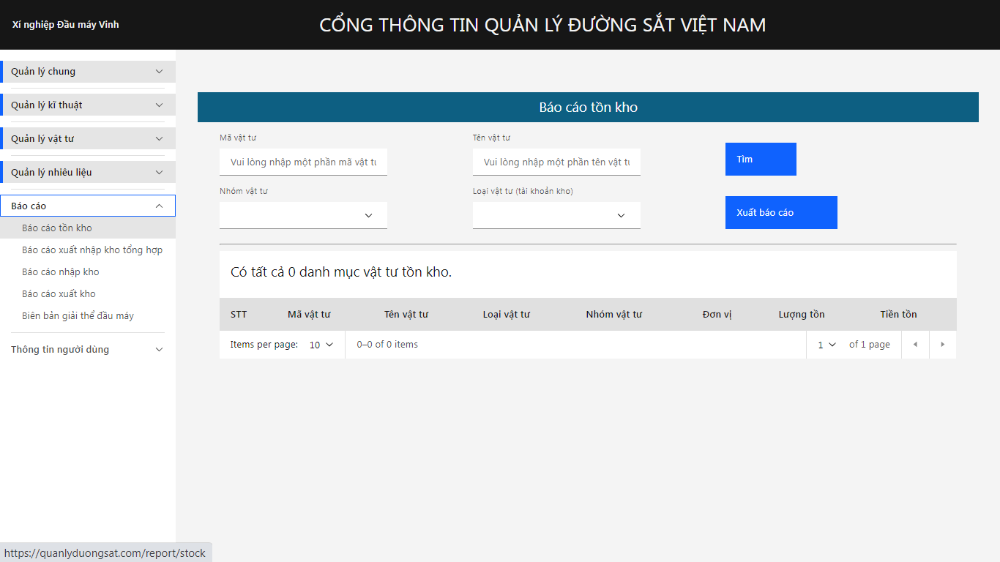 Xí nghiệp Đầu máy Vinh
CỔNG THÔNG TIN QUẢN LÝ ĐƯỜNG SẮT VIỆT NAM
Quản lý chung
Quản lý kĩ thuật
Quản lý vật tư
Quản lý nhiêu liệu
Báo cáo
Báo cáo tồn kho
Báo cáo xuất nhập kho tổng hợp
Báo cáo nhập kho
Báo cáo xuất kho
Biên bản giải thể đầu máy
Thông tin người dùng
Báo cáo tồn kho
Mã vật tư
Tên vật tư
Vui lòng nhập một phần mã vật tư
Vui lòng nhập một phần tên vật tư
Tìm
Nhóm vật tư
Loại vật tư (tài khoản kho)
Xuất báo cáo
Có tất cả 0 danh mục vật tư tồn kho.
STT Mã vật tư Tên vật tư Loại vật tư Nhóm vật tư Đơn vị Lượng tồn Tiền tồn
Items per page: 10 0–0 of 0 items 1 of 1 page
https://quanlyduongsat.com/report/stock